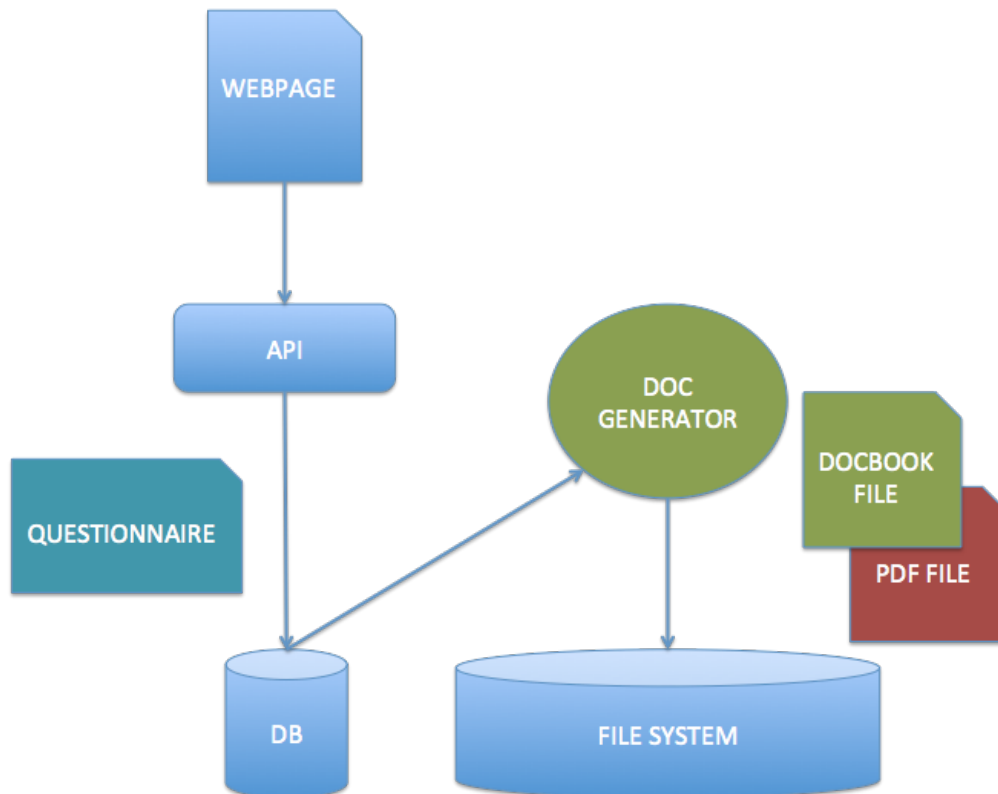 WEBPAGE
API
DOC
GENERATOR
DOCBOOK
FILE
QUESTIONNAIRE
PDF FILE
DB
FILE SYSTEM